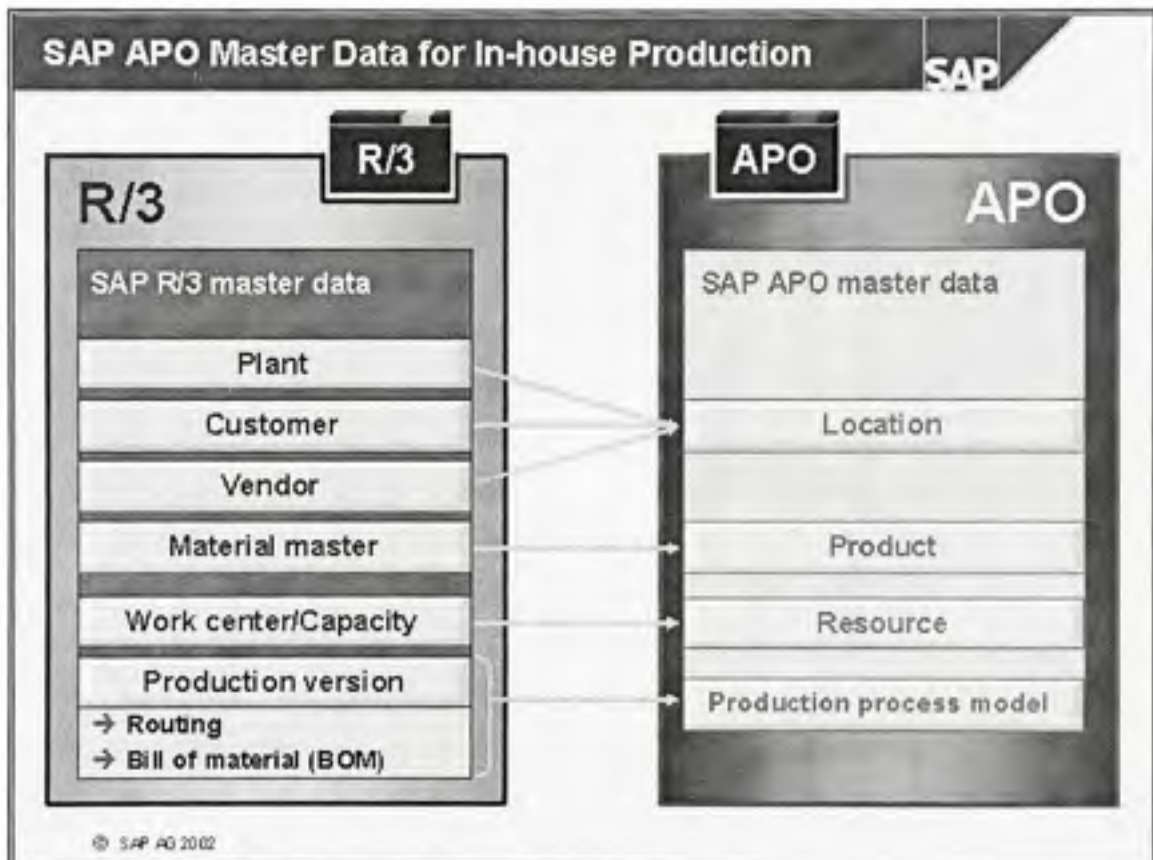 SAP APO Master Data for In-house Production
SAP
R/3
R/3
SAP R/3 master data
Plant
Customer
Vendor
Material master
Work center/Capacity
Production version
→ Routing
→ Bill of material (BOM)
APO
APO
SAP APO master data
Location
Product
Resource
Production process model
© SAP AG 2002